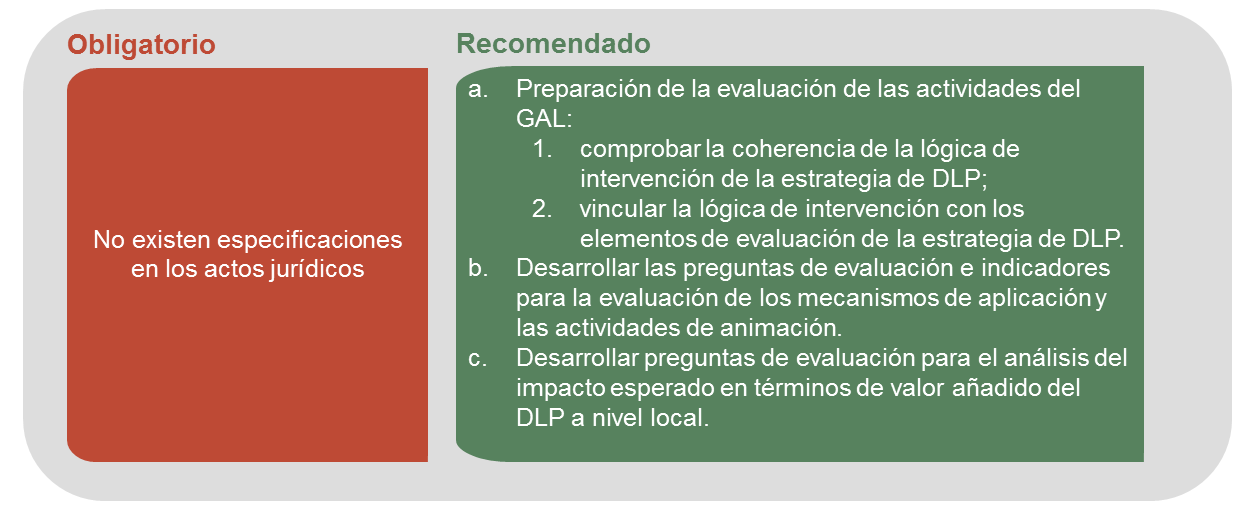 Obligatorio
No existen especificaciones
en los actos jurídicos
Recomendado
a. Preparación de la evaluación de las actividades del
GAL:
1. comprobar la coherencia de la lógica de
intervención de la estrategia de DLP;
2. vincular la lógica de intervención con los
elementos de evaluación de la estrategia de DLP.
b. Desarrollar las preguntas de evaluación e indicadores
para la evaluación de los mecanismos de aplicación y
las actividades de animación.
c. Desarrollar preguntas de evaluación para el análisis del
impacto esperado en términos de valor añadido del
DLP a nivel local.